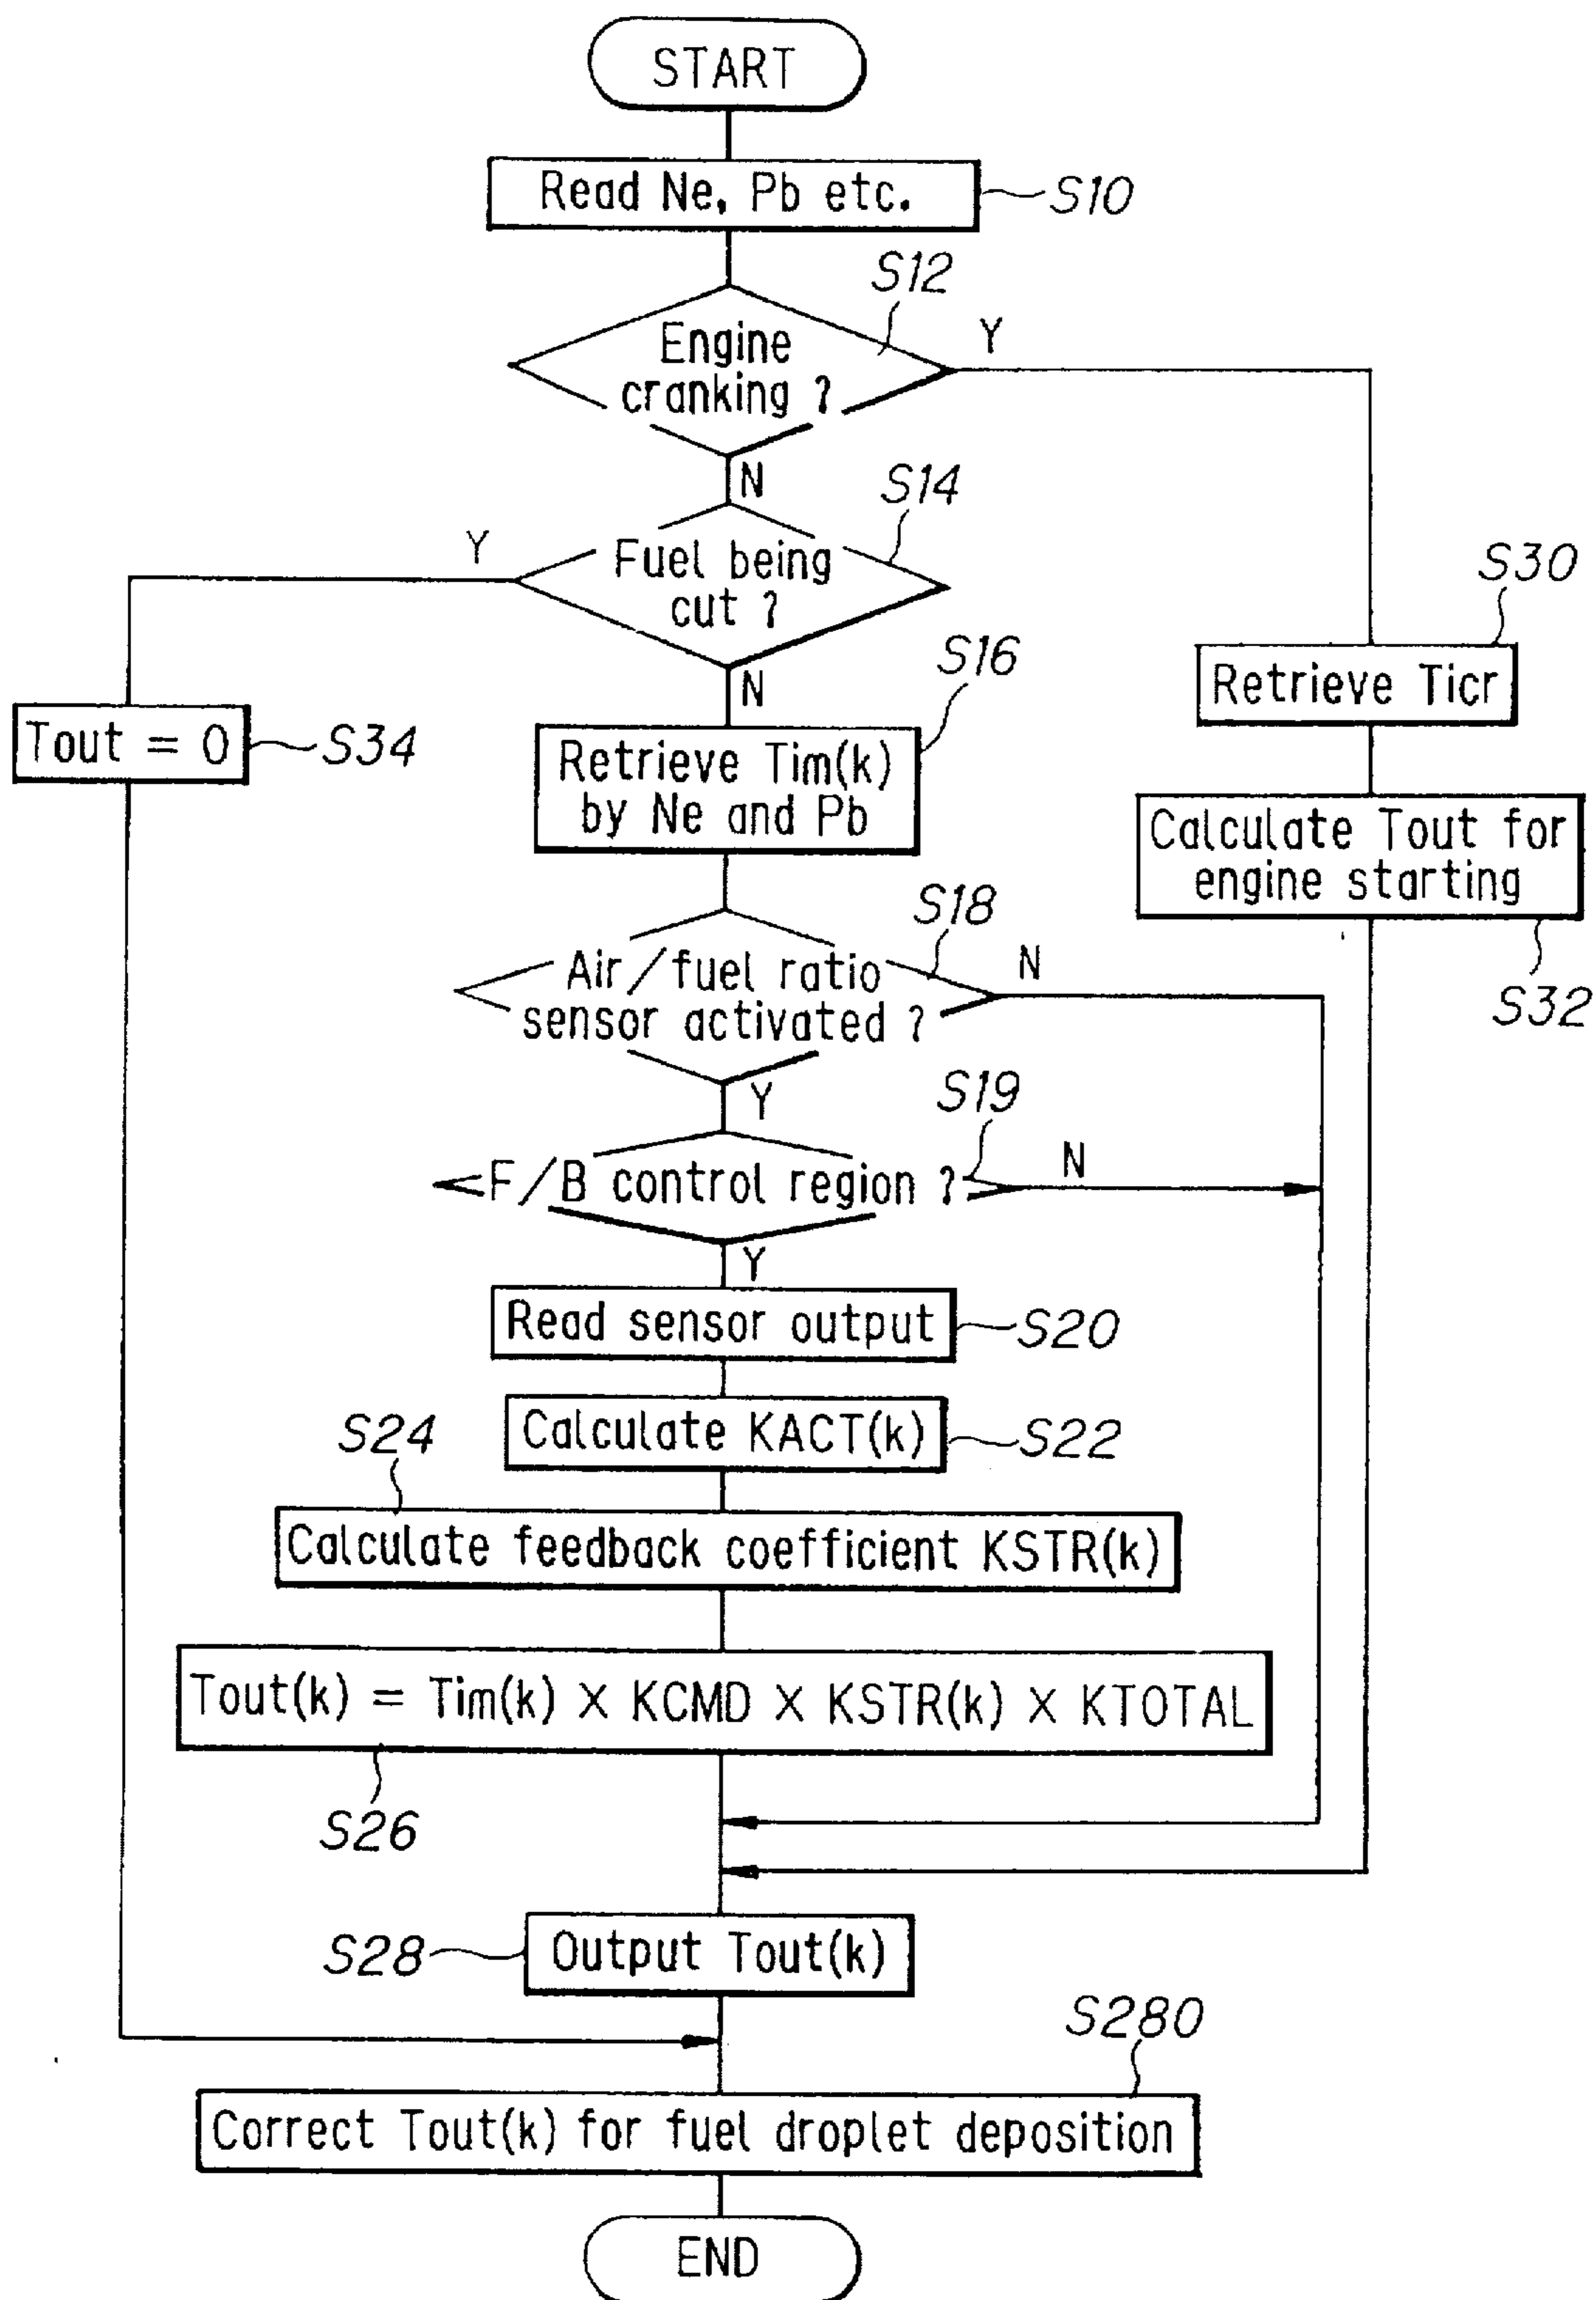 START
Read Ne, Pb etc.
S10
S12
Engine
cranking ?
Y
N
S14
Fuel being
cut ?
Y
N
S30
Retrieve Ticr
S16
Tout = 0
S34
Retrieve Tim(k)
by Ne and Pb
Calculate Tout for
engine starting
S32
S18
Air/fuel ratio
sensor activated ?
N
Y
S19
F/B control region ?
N
Y
Read sensor output
S20
Calculate KACT(k)
S22
S24
Calculate feedback coefficient KSTR(k)
Tout(k) = Tim(k) X KCMD X KSTR(k) X KTOTAL
S26
S28
Output Tout(k)
S280
Correct Tout(k) for fuel droplet deposition
END